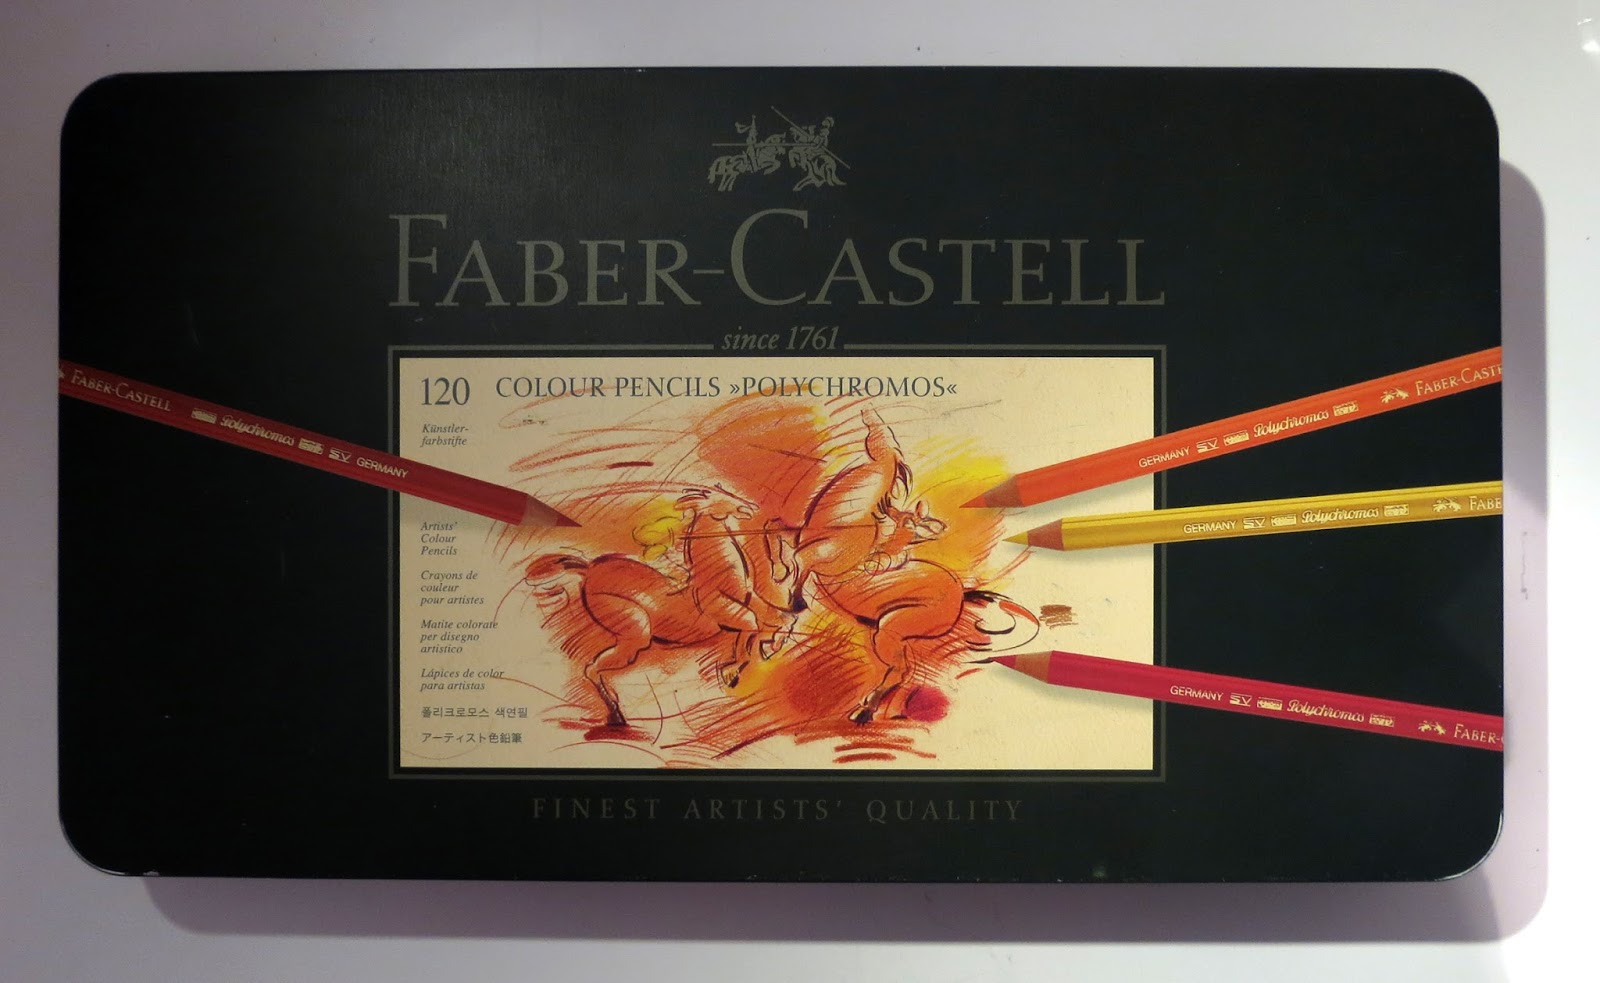 FABER-CASTELL
since 1761
120 COLOUR PENCILS »POLYCHROMOS«
Künstler-
farbstifte
Artists'
Colour
Pencils
Crayons de
couleur
pour artistes
Matite colorate
per disegno
artistico
Lápices de color
para artistas
폴리크로모스 색연필
アーティスト色鉛筆
FABER-CASTELL Polychromos SV GERMANY
GERMANY SV Polychromos FABER-CAST
GERMANY SV Polychromos FABE
GERMANY SV Polychromos FABER-
FINEST ARTISTS' QUALITY